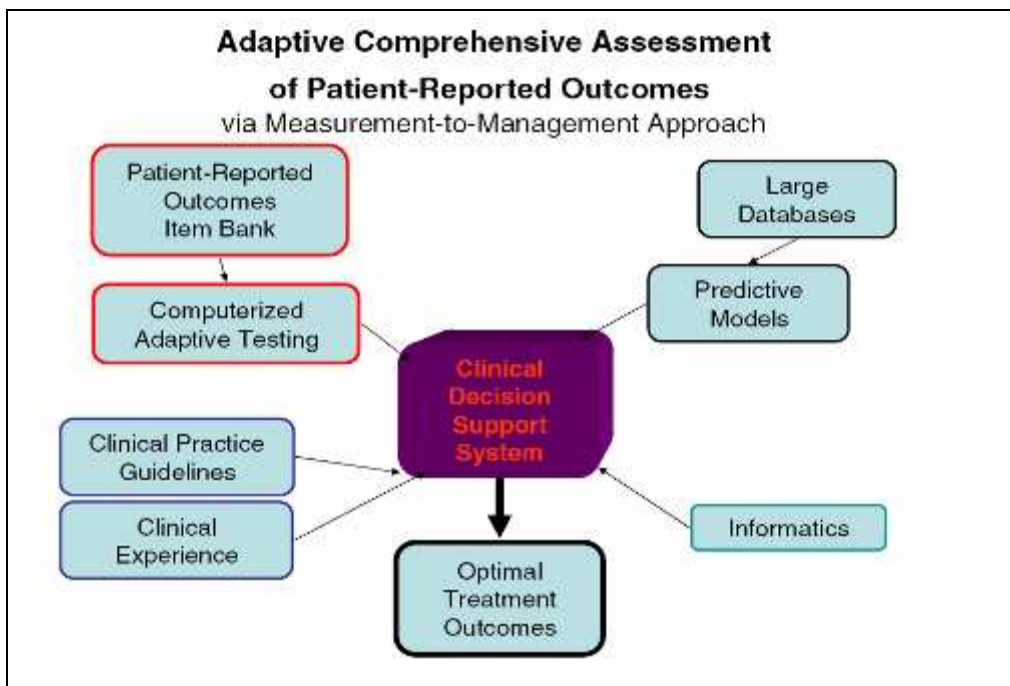 Adaptive Comprehensive Assessment
of Patient-Reported Outcomes
via Measurement-to-Management Approach
Patient-Reported
Outcomes
Item Bank
Large
Databases
Computerized
Adaptive Testing
Predictive
Models
Clinical
Decision
Support
System
Clinical Practice
Guidelines
Clinical
Experience
Informatics
Optimal
Treatment
Outcomes